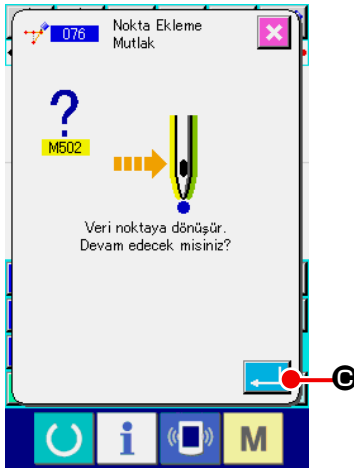 076 Nokta Ekleme
Mutlak
?
M502
Veri noktaya dönüşür.
Devam edecek misiniz?
C
i
M